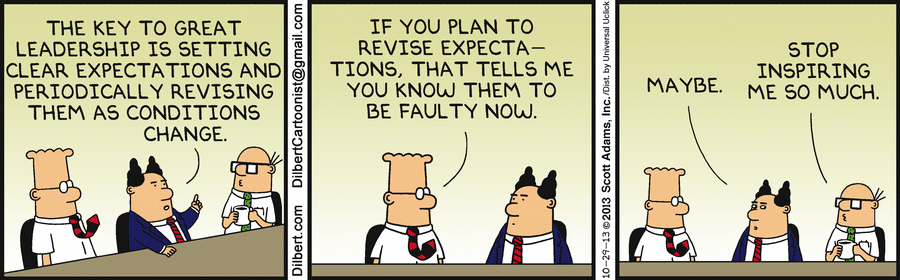 THE KEY TO GREAT
LEADERSHIP IS SETTING
CLEAR EXPECTATIONS AND
PERIODICALLY REVISING
THEM AS CONDITIONS
CHANGE.
Dilbert.com DilbertCartoonist@gmail.com
IF YOU PLAN TO
REVISE EXPECTA-
TIONS, THAT TELLS ME
YOU KNOW THEM TO
BE FAULTY NOW.
10-29-13 © 2013 Scott Adams, Inc. /Dist. by Universal Uclick
MAYBE.
STOP
INSPIRING
ME SO MUCH.